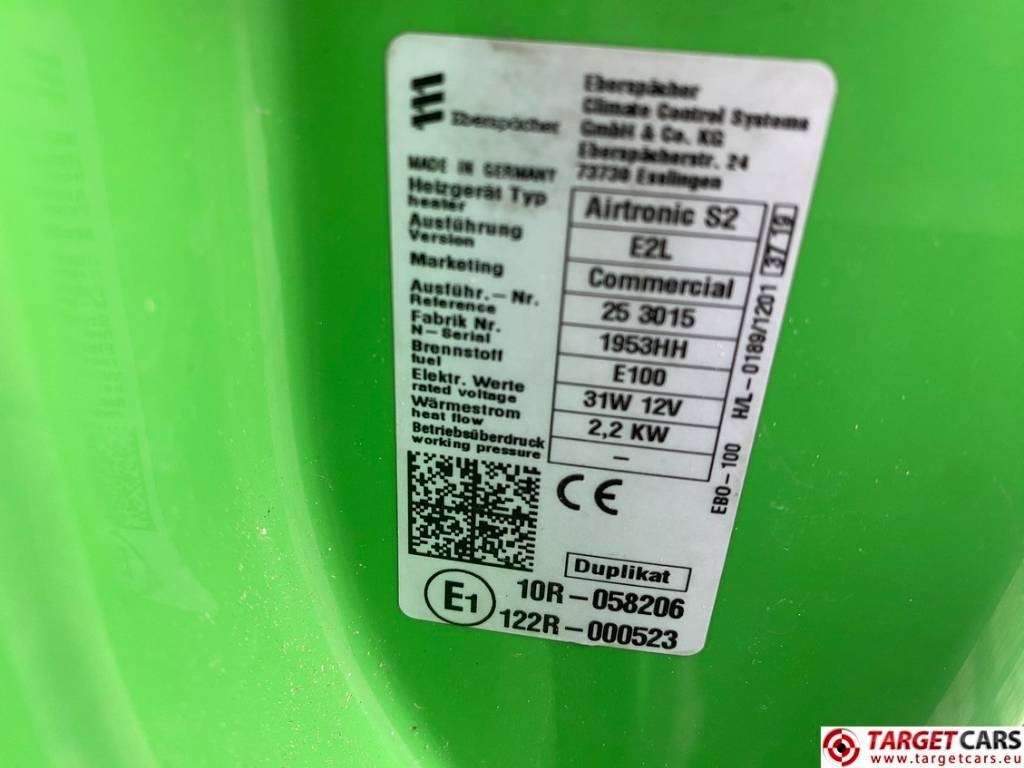 Eberspächer
Eberspächer
Climate Control Systems
GmbH & Co. KG
Eberspächerstr. 24
73730 Esslingen
MADE IN GERMANY
Heizgerät Typ
heater
Airtronic S2
Ausführung
Version
E2L
Marketing
Commercial
Ausführ.-Nr.
Reference
25 3015
Fabrik Nr.
N-Serial
1953HH
Brennstoff
fuel
E100
Elektr. Werte
rated voltage
31W 12V
Wärmestrom
heat flow
2,2 KW
Betriebsüberdruck
working pressure
–
EBO-100 H/L-0189/1201 37 19
CE
Duplikat
E1
10R-058206
122R-000523
TARGETCARS
www.targetcars.eu